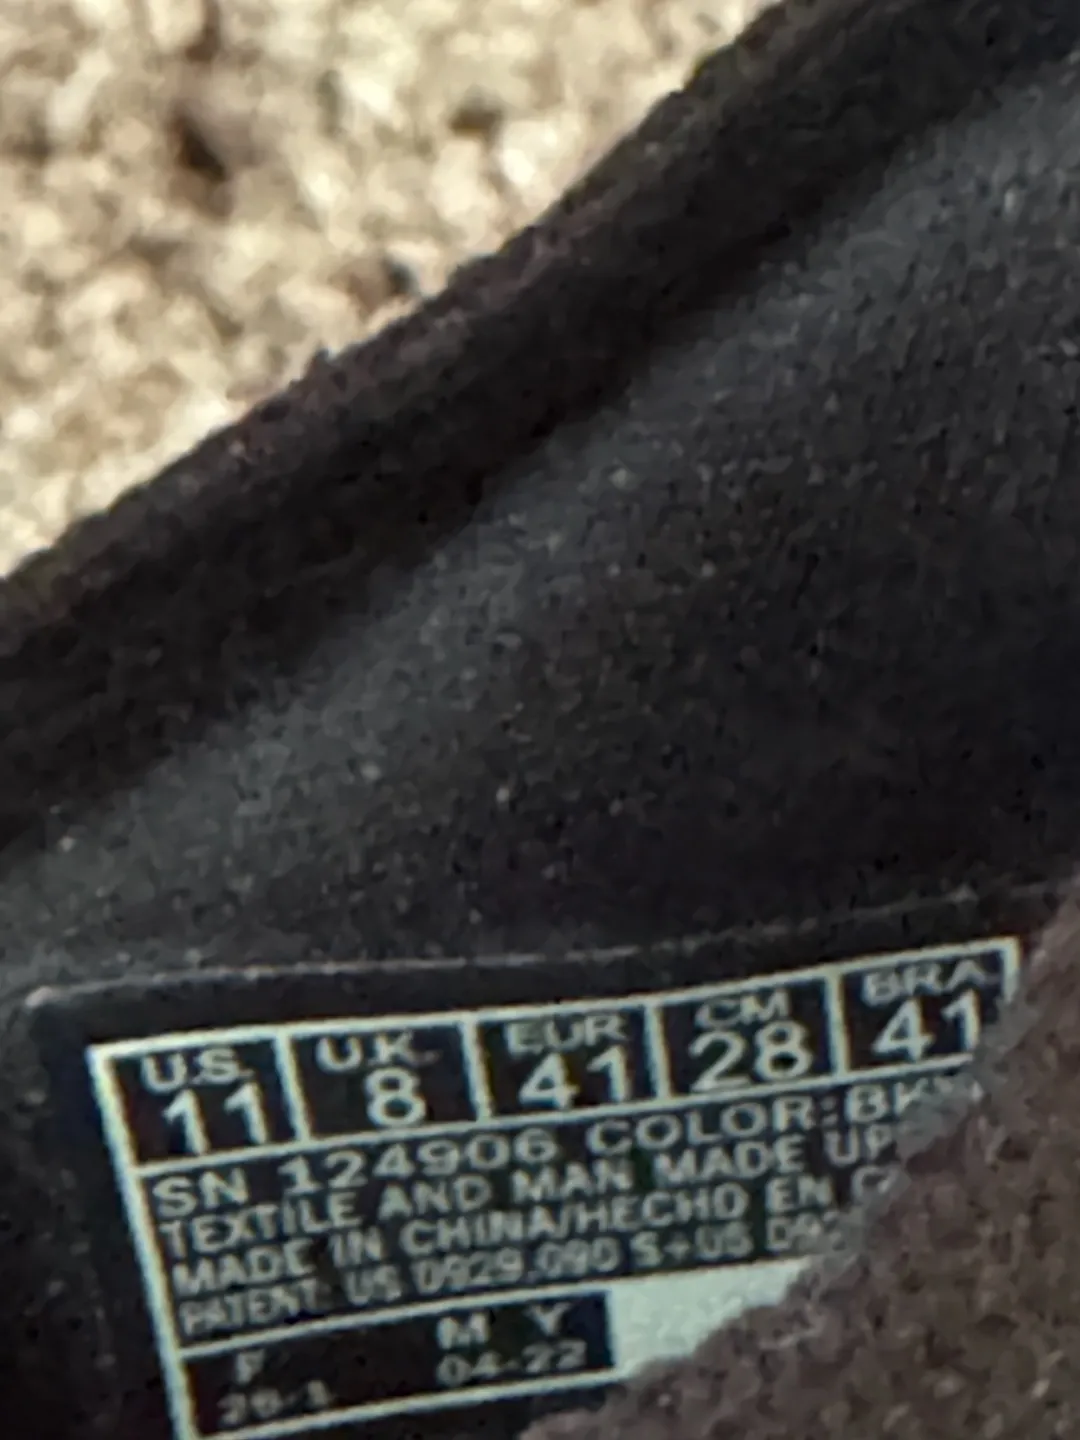 U.S. U.K. EUR CM BRA
11 8 41 28 41
SN 124906 COLOR:BK
TEXTILE AND MAN MADE UP
MADE IN CHINA/HECHO EN C
PATENT: US D929,090 S+US D92
F M Y
04-22